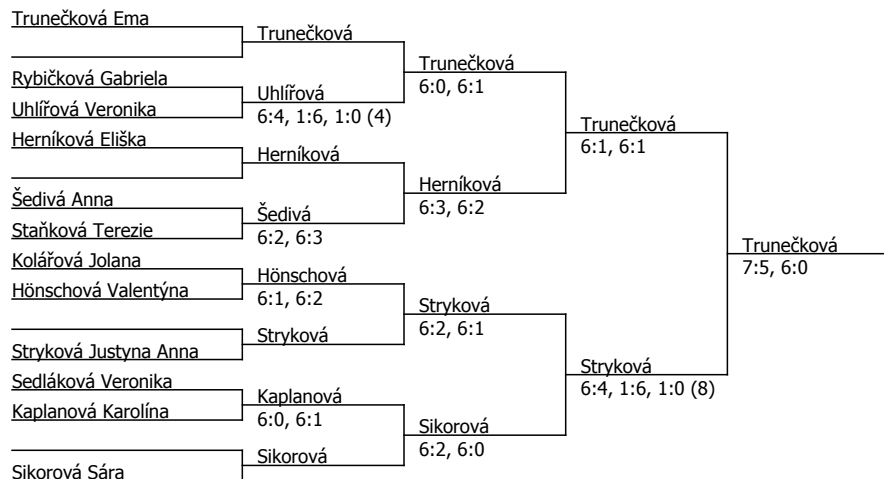 Trunečková Ema
Rybičková Gabriela
Uhlířová Veronika
Herníková Eliška
Šedivá Anna
Staňková Terezie
Kolářová Jolana
Hönschová Valentýna
Stryková Justyna Anna
Sedláková Veronika
Kaplanová Karolína
Sikorová Sára
Trunečková
Uhlířová
6:4, 1:6, 1:0 (4)
Herníková
Šedivá
6:2, 6:3
Hönschová
6:1, 6:2
Stryková
Kaplanová
6:0, 6:1
Sikorová
Trunečková
6:0, 6:1
Herníková
6:3, 6:2
Stryková
6:2, 6:1
Sikorová
6:2, 6:0
Trunečková
6:1, 6:1
Stryková
6:4, 1:6, 1:0 (8)
Trunečková
7:5, 6:0